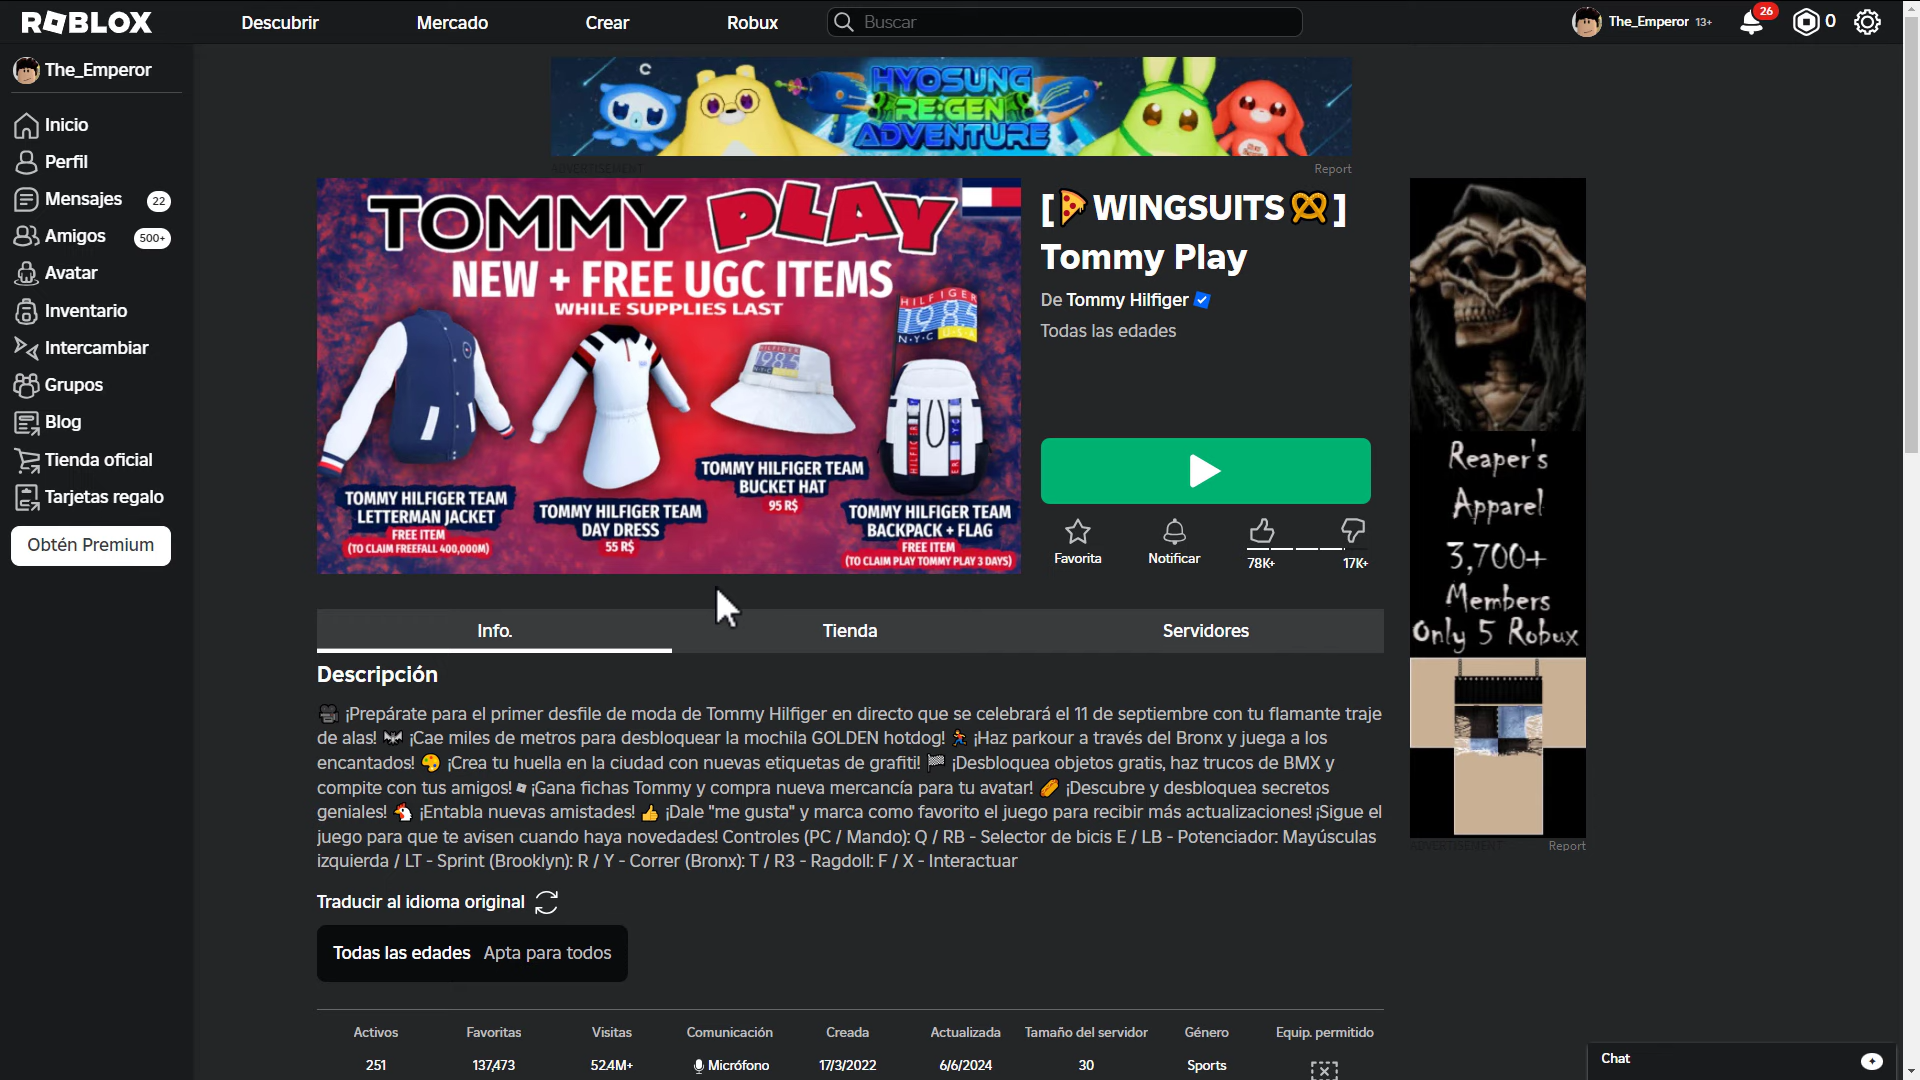 ROBLOX
Descubrir
Mercado
Crear
Robux
Buscar
The_Emperor 13+
26
0
The_Emperor
Inicio
Perfil
Mensajes 22
Amigos 500+
Avatar
Inventario
Intercambiar
Grupos
Blog
Tienda oficial
Tarjetas regalo
Obtén Premium
HYOSUNG
RE:GEN
ADVENTURE
ADVERTISEMENT
Report
TOMMY PLAY
NEW + FREE UGC ITEMS
WHILE SUPPLIES LAST
HILFIGER
1985
N.Y.C U.S.A
TOMMY HILFIGER TEAM
LETTERMAN JACKET
FREE ITEM
(TO CLAIM FREEFALL 400,000M)
TOMMY HILFIGER TEAM
DAY DRESS
55 R$
TOMMY HILFIGER TEAM
BUCKET HAT
95 R$
TOMMY HILFIGER TEAM
BACKPACK + FLAG
FREE ITEM
(TO CLAIM PLAY TOMMY PLAY 3 DAYS)
[🍕WINGSUITS🥨]
Tommy Play
De Tommy Hilfiger
Todas las edades
Favorita
Notificar
78K+
17K+
Reaper's
Apparel
3,700+
Members
Only 5 Robux
ADVERTISEMENT
Report
Info.
Tienda
Servidores
Descripción
🎥 ¡Prepárate para el primer desfile de moda de Tommy Hilfiger en directo que se celebrará el 11 de septiembre con tu flamante traje
de alas! 🦇 ¡Cae miles de metros para desbloquear la mochila GOLDEN hotdog! 🏃 ¡Haz parkour a través del Bronx y juega a los
encantados! 🎨 ¡Crea tu huella en la ciudad con nuevas etiquetas de grafiti! 🏁 ¡Desbloquea objetos gratis, haz trucos de BMX y
compite con tus amigos! ¡Gana fichas Tommy y compra nueva mercancía para tu avatar! 🌭 ¡Descubre y desbloquea secretos
geniales! 🐔 ¡Entabla nuevas amistades! 👍 ¡Dale "me gusta" y marca como favorito el juego para recibir más actualizaciones! ¡Sigue el
juego para que te avisen cuando haya novedades! Controles (PC / Mando): Q / RB - Selector de bicis E / LB - Potenciador: Mayúsculas
izquierda / LT - Sprint (Brooklyn): R / Y - Correr (Bronx): T / R3 - Ragdoll: F / X - Interactuar
Traducir al idioma original
Todas las edades Apta para todos
Activos Favoritas Visitas Comunicación Creada Actualizada Tamaño del servidor Género Equip. permitido
251 137,473 52.4M+ Micrófono 17/3/2022 6/6/2024 30 Sports
Chat